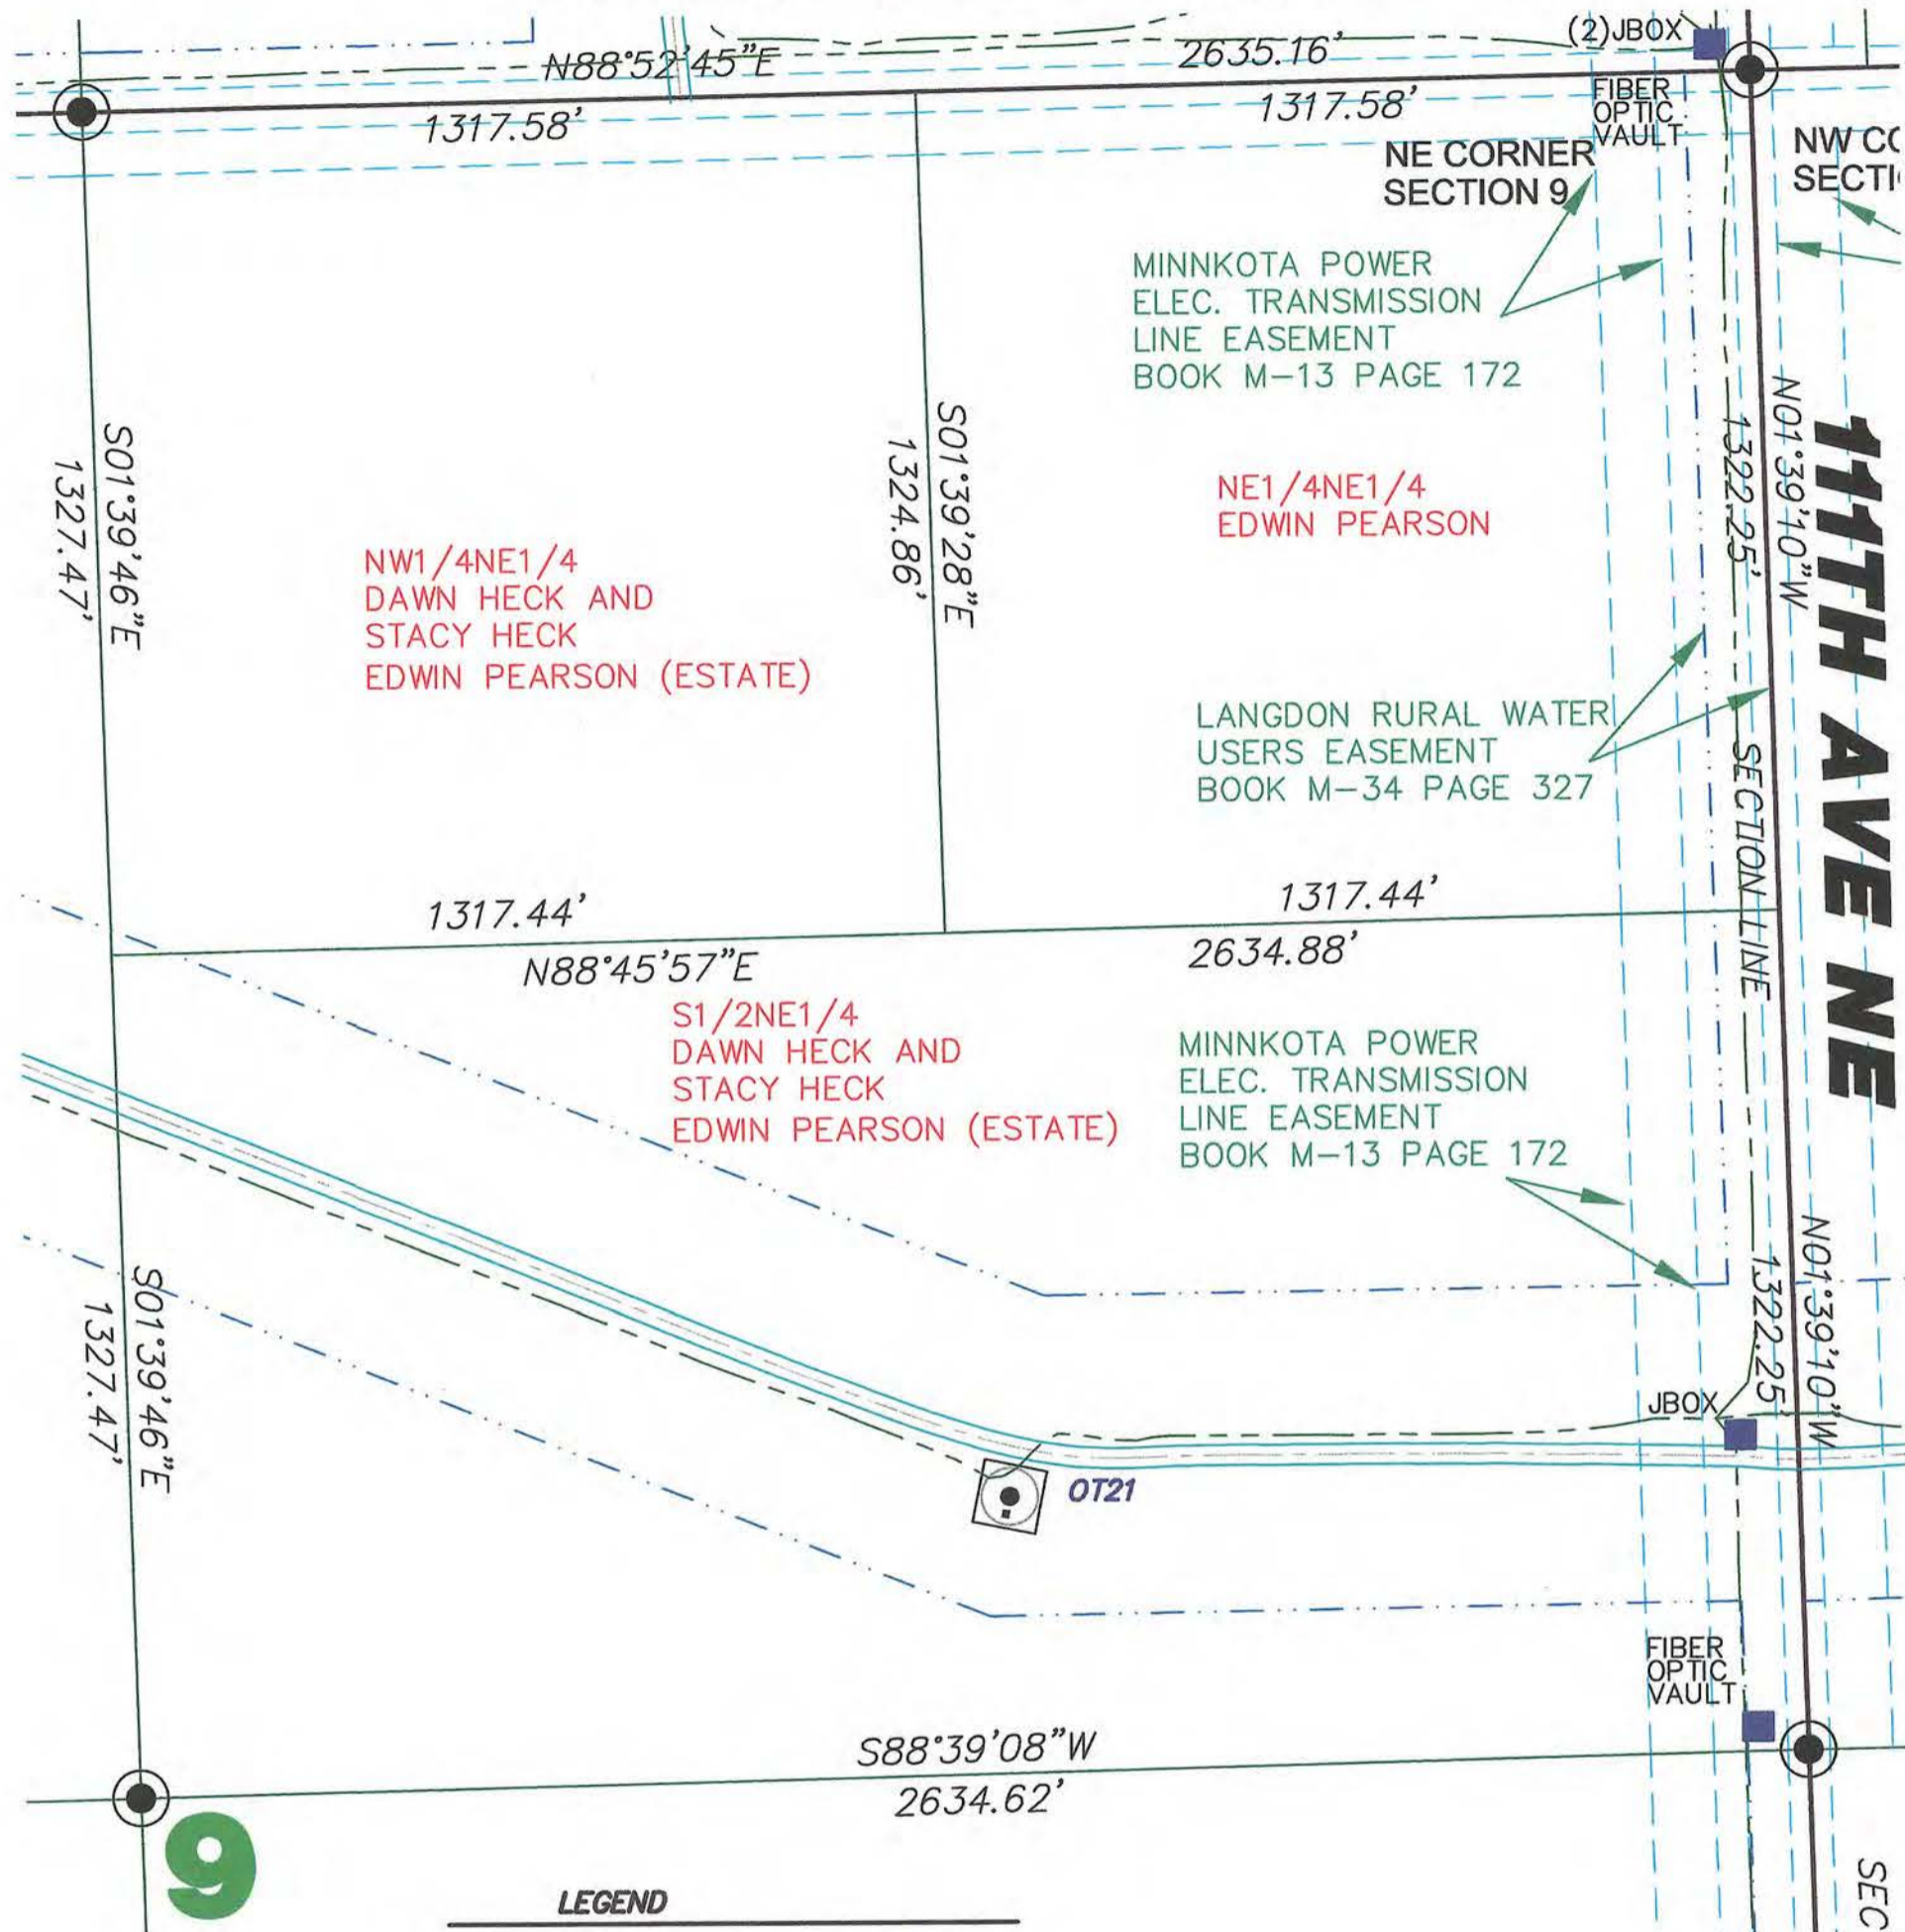 (2)JBOX
N88°52'45"E
2635.16'
1317.58'
1317.58'
FIBER
OPTIC
VAULT
NE CORNER
SECTION 9
NW CO
SECTI
MINNKOTA POWER
ELEC. TRANSMISSION
LINE EASEMENT
BOOK M-13 PAGE 172
S01°39'46"E
1327.47'
S01°39'28"E
1324.86'
N01°39'10"W
1322.25'
111TH AVE NE
NE1/4NE1/4
EDWIN PEARSON
NW1/4NE1/4
DAWN HECK AND
STACY HECK
EDWIN PEARSON (ESTATE)
LANGDON RURAL WATER
USERS EASEMENT
BOOK M-34 PAGE 327
SECTION LINE
1317.44'
1317.44'
N88°45'57"E
2634.88'
S1/2NE1/4
DAWN HECK AND
STACY HECK
EDWIN PEARSON (ESTATE)
MINNKOTA POWER
ELEC. TRANSMISSION
LINE EASEMENT
BOOK M-13 PAGE 172
S01°39'46"E
1327.47'
N01°39'10"W
1322.25'
JBOX
OT21
FIBER
OPTIC
VAULT
S88°39'08"W
2634.62'
9
LEGEND
SEC